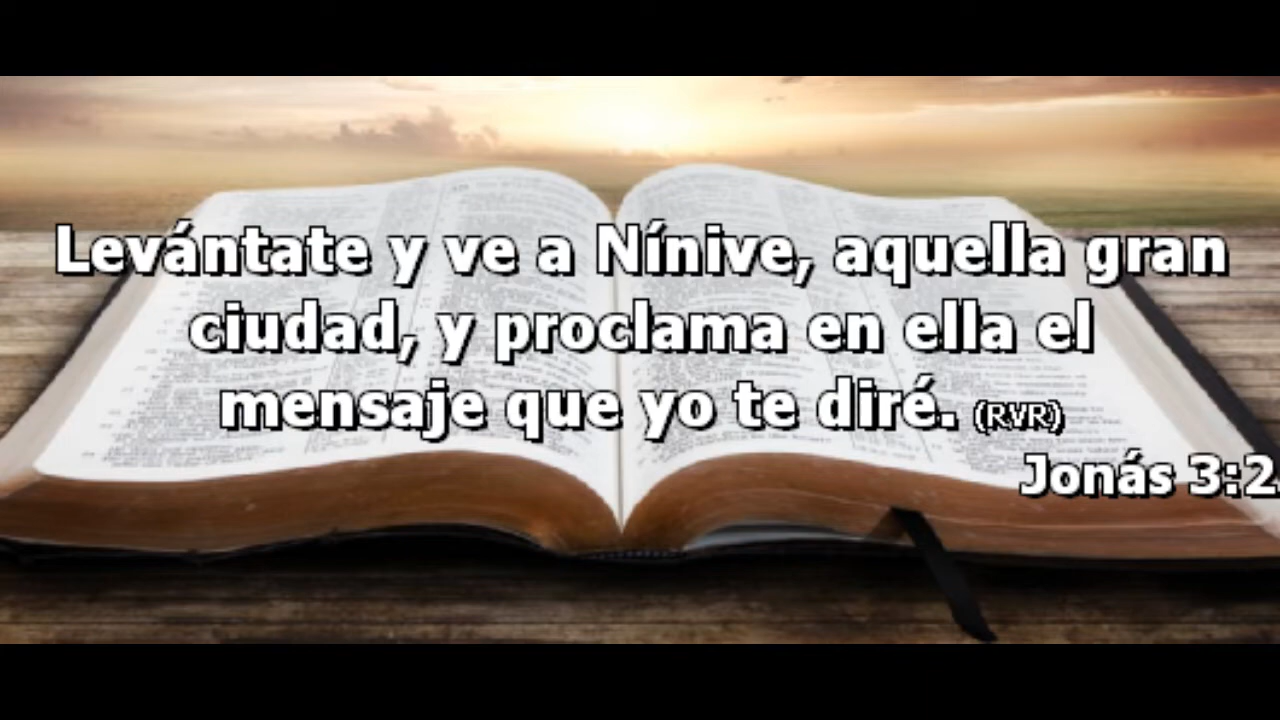 Levántate y ve a Nínive, aquella gran
ciudad, y proclama en ella el
mensaje que yo te diré. (RVR)
Jonás 3:2